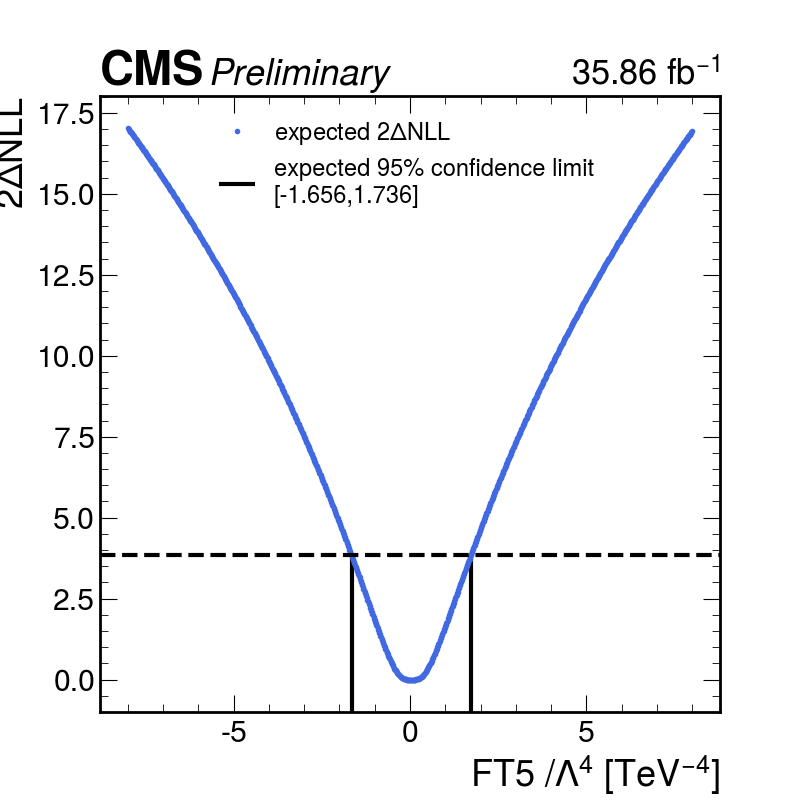 CMS Preliminary 35.86 fb⁻¹
2ΔNLL
17.5
15.0
12.5
10.0
7.5
5.0
2.5
0.0
expected 2ΔNLL
expected 95% confidence limit
[-1.656,1.736]
-5 0 5
FT5 /Λ⁴ [TeV⁻⁴]